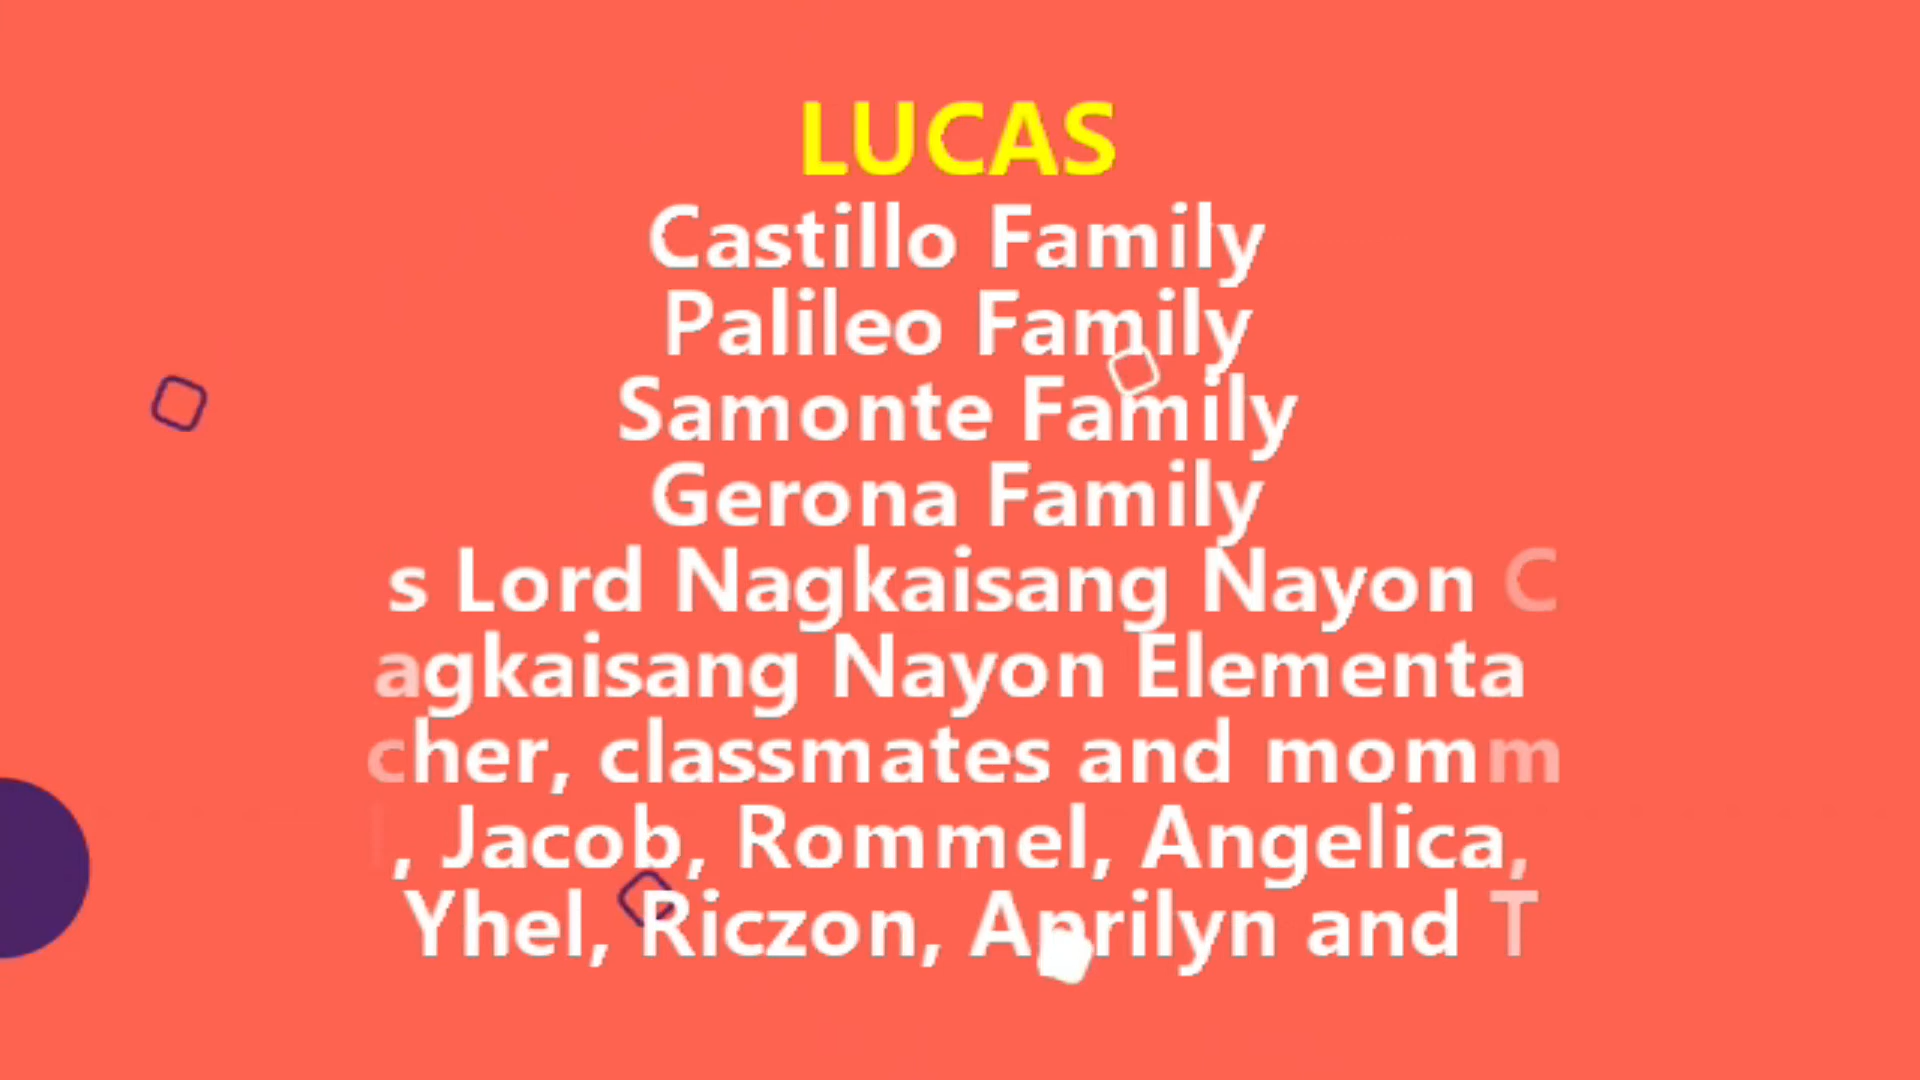 LUCAS
Castillo Family
Palileo Family
Samonte Family
Gerona Family
s Lord Nagkaisang Nayon C
agkaisang Nayon Elementa
cher, classmates and momm
, Jacob, Rommel, Angelica,
Yhel, Riczon, Aprilyn and T